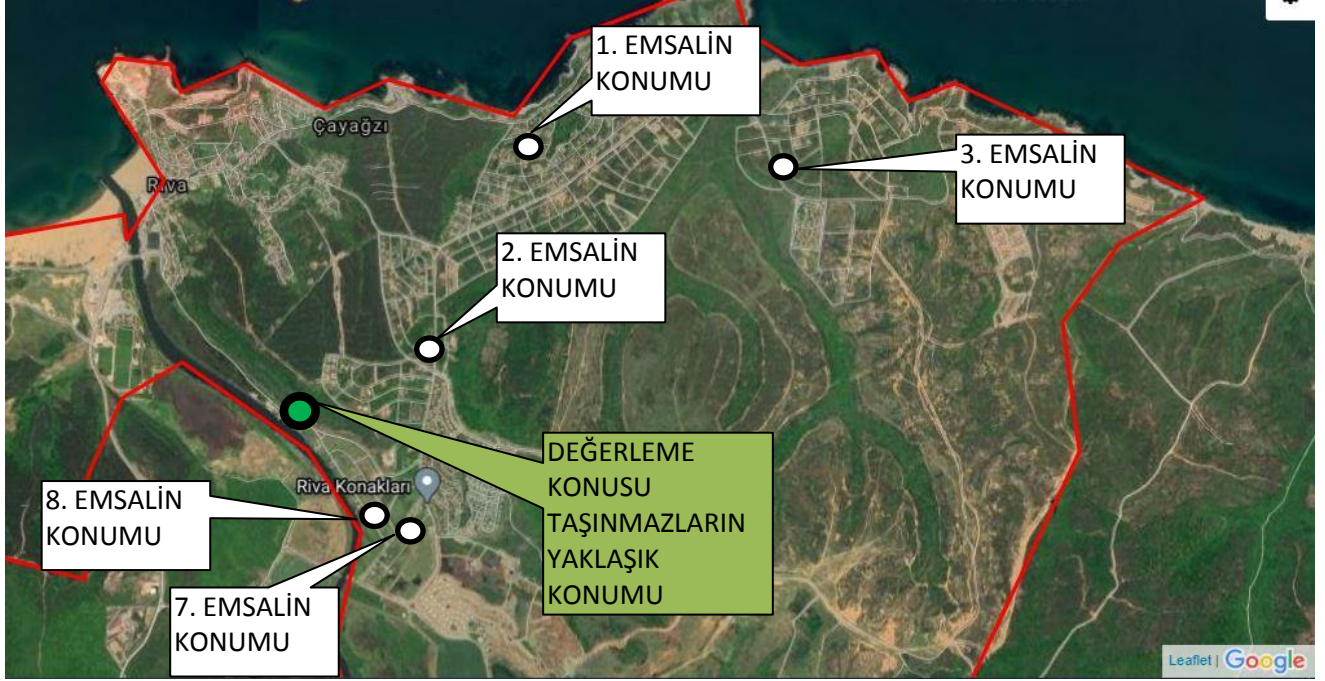 1. EMSALİN
KONUMU
Çayağzı
3. EMSALİN
KONUMU
Riva
2. EMSALİN
KONUMU
DEĞERLEME
KONUSU
TAŞINMAZLARIN
YAKLAŞIK
KONUMU
Riva Konakları
8. EMSALİN
KONUMU
7. EMSALİN
KONUMU
Leaflet | Google